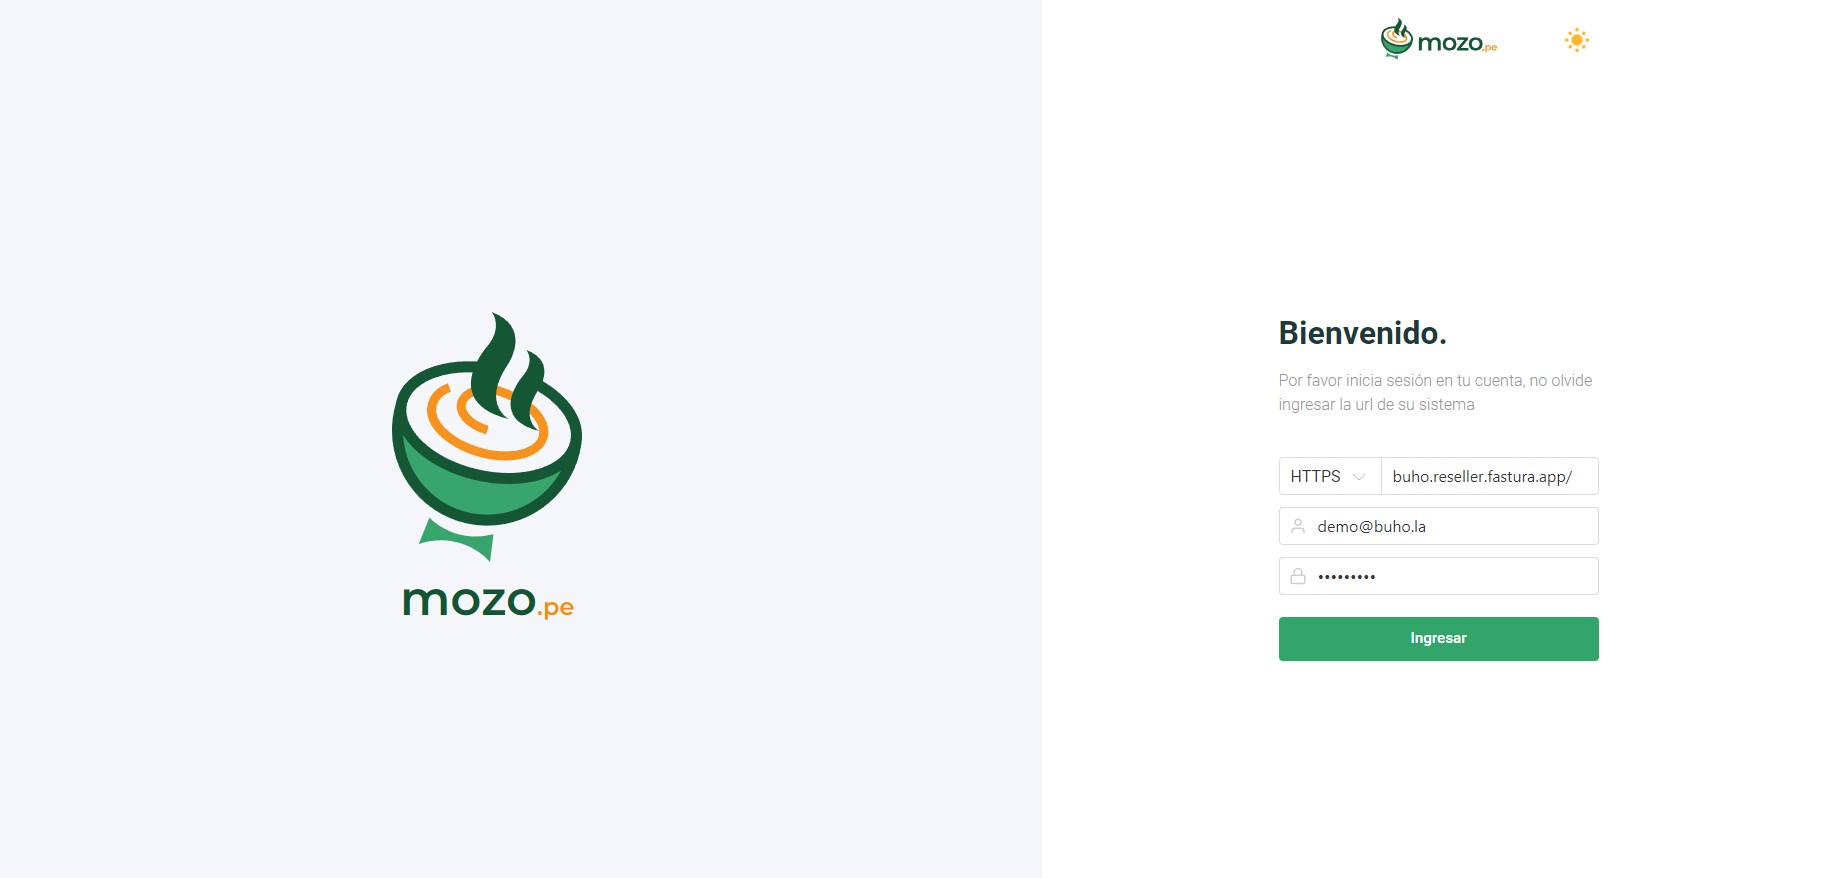 mozo.pe
mozo.pe
Bienvenido.
Por favor inicia sesión en tu cuenta, no olvide
ingresar la url de su sistema
HTTPS buho.reseller.fastura.app/
demo@buho.la
•••••••••
Ingresar